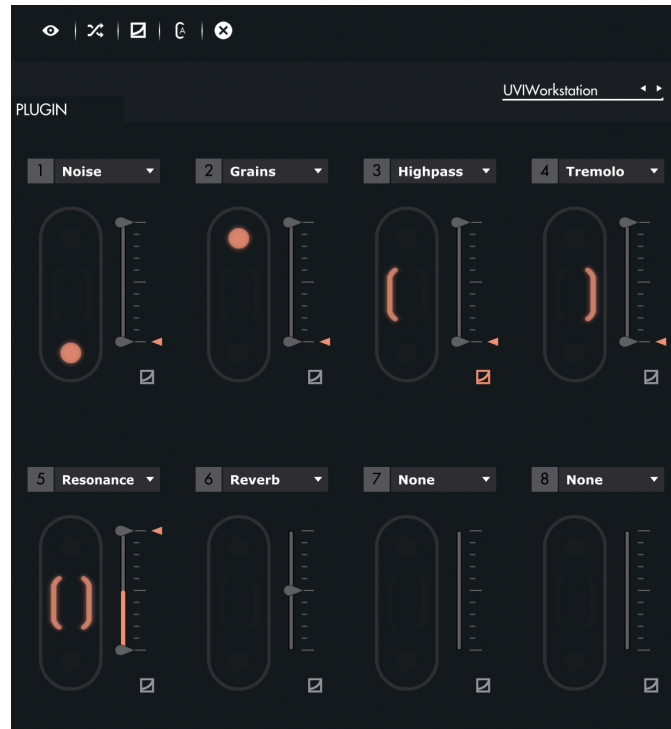 A
UVIWorkstation
PLUGIN
1 Noise
2 Grains
3 Highpass
4 Tremolo
5 Resonance
6 Reverb
7 None
8 None